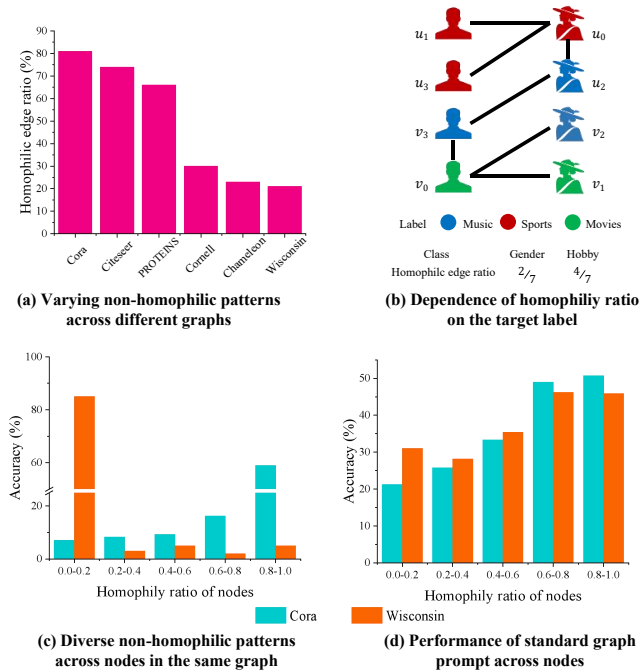 90
80
70
60
50
40
30
20
10
0
Homophilic edge ratio (%)
Cora
Citeseer
PROTEINS
Cornell
Chameleon
Wisconsin
(a) Varying non-homophilic patterns
across different graphs
u₁ u₀
u₃ u₂
v₃ v₂
v₀ v₁
Label Music Sports Movies
Class Gender Hobby
Homophilic edge ratio 2/7 4/7
(b) Dependence of homophiliy ratio
on the target label
100
80
60
20
0
Accuracy (%)
0.0-0.2 0.2-0.4 0.4-0.6 0.6-0.8 0.8-1.0
Homophily ratio of nodes
50
40
30
20
10
0
Accuracy (%)
0.0-0.2 0.2-0.4 0.4-0.6 0.6-0.8 0.8-1.0
Homophily ratio of nodes
Cora Wisconsin
(c) Diverse non-homophilic patterns
across nodes in the same graph
(d) Performance of standard graph
prompt across nodes